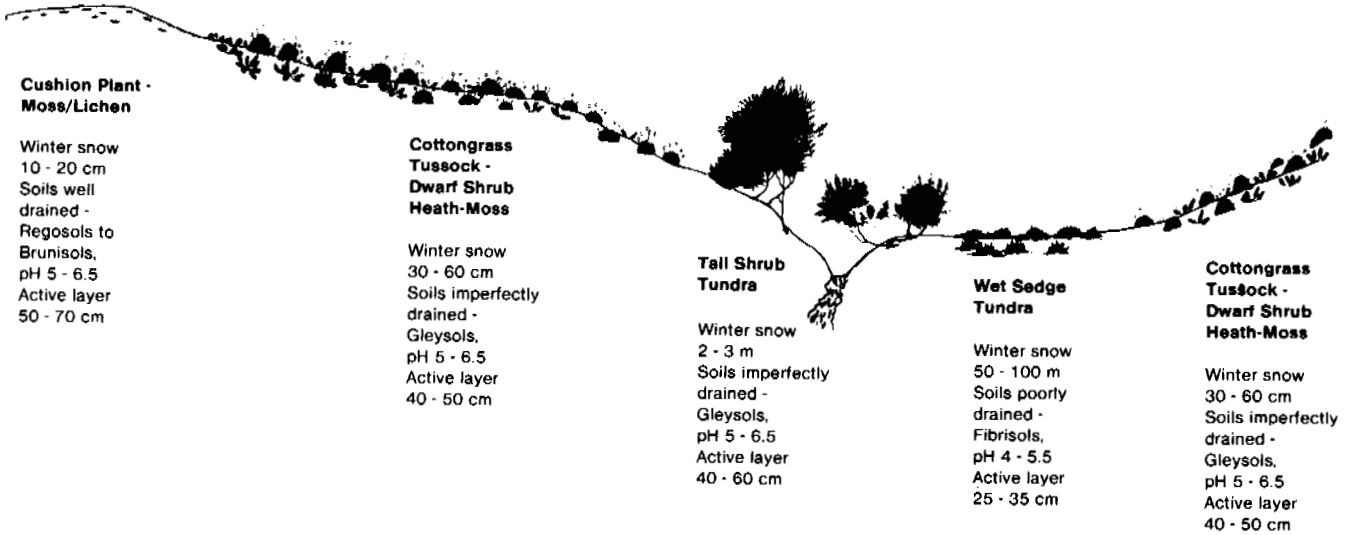 Cushion Plant -
Moss/Lichen
Winter snow
10 - 20 cm
Soils well
drained -
Regosols to
Brunisols,
pH 5 - 6.5
Active layer
50 - 70 cm
Cottongrass
Tussock -
Dwarf Shrub
Heath-Moss
Winter snow
30 - 60 cm
Soils imperfectly
drained -
Gleysols,
pH 5 - 6.5
Active layer
40 - 50 cm
Tall Shrub
Tundra
Winter snow
2 - 3 m
Soils imperfectly
drained -
Gleysols,
pH 5 - 6.5
Active layer
40 - 60 cm
Wet Sedge
Tundra
Winter snow
50 - 100 m
Soils poorly
drained -
Fibrisols,
pH 4 - 5.5
Active layer
25 - 35 cm
Cottongrass
Tussock -
Dwarf Shrub
Heath-Moss
Winter snow
30 - 60 cm
Soils imperfectly
drained -
Gleysols,
pH 5 - 6.5
Active layer
40 - 50 cm